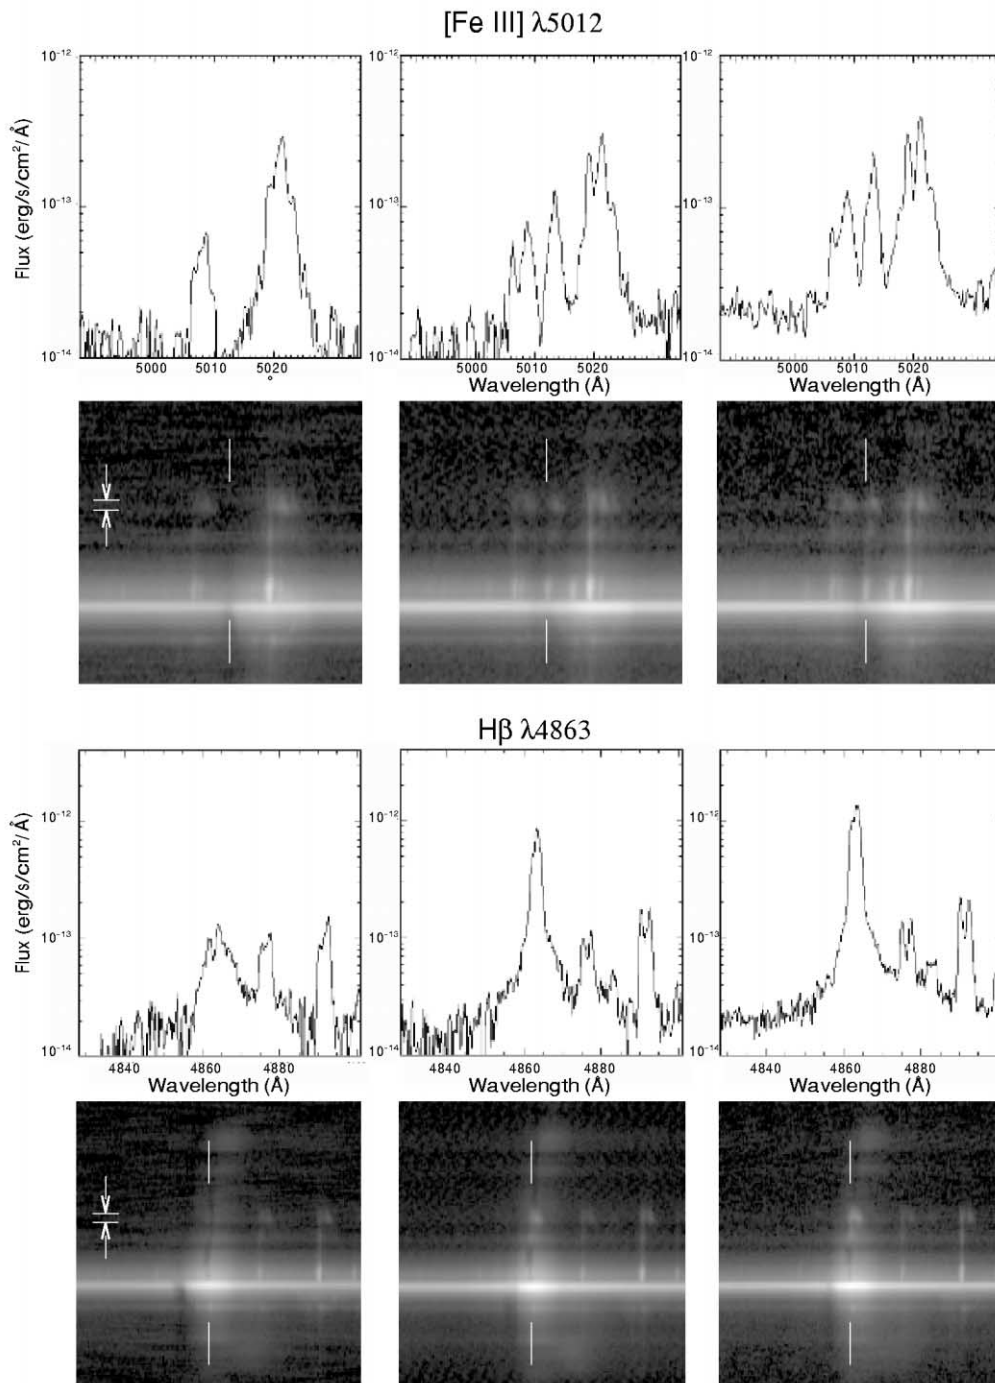 [Fe III] λ5012
10⁻¹² 10⁻¹² 10⁻¹²
Flux (erg/s/cm²/Å)
10⁻¹³ 10⁻¹³ 10⁻¹³
10⁻¹⁴ 10⁻¹⁴ 10⁻¹⁴
5000 5010 5020 5000 5010 5020 5000 5010 5020
Wavelength (Å) Wavelength (Å)
Hβ λ4863
10⁻¹² 10⁻¹² 10⁻¹²
Flux (erg/s/cm²/Å)
10⁻¹³ 10⁻¹³ 10⁻¹³
10⁻¹⁴ 10⁻¹⁴ 10⁻¹⁴
4840 4860 4880 4840 4860 4880 4840 4860 4880
Wavelength (Å) Wavelength (Å) Wavelength (Å)